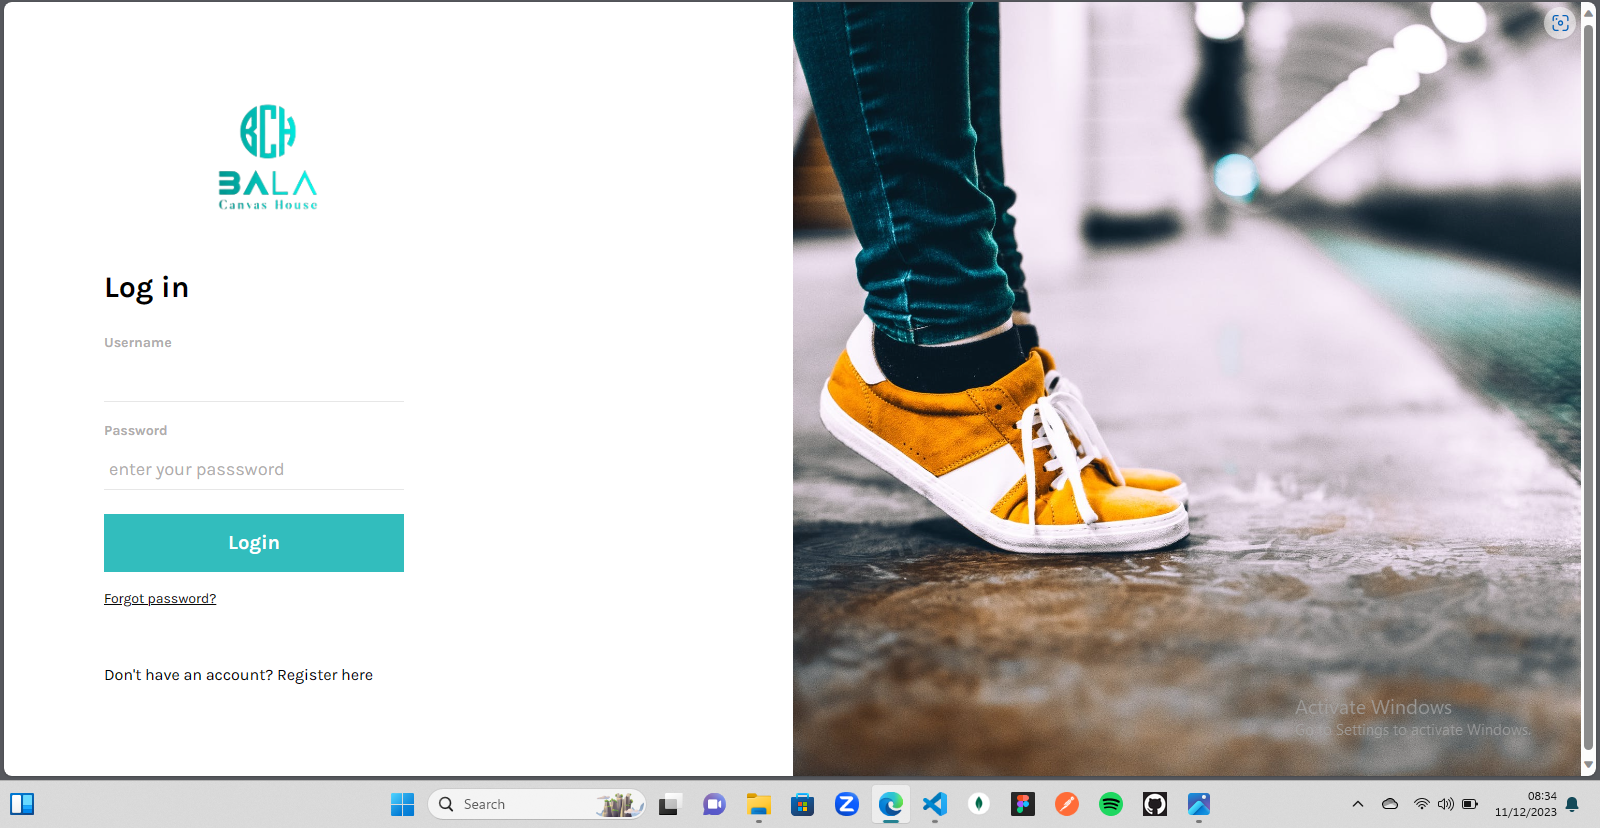 BCH
BALA
Canvas House
Log in
Username
Password
enter your passsword
Login
Forgot password?
Don't have an account? Register here
Activate Windows
Go to Settings to activate Windows.
Search
08:34
11/12/2023